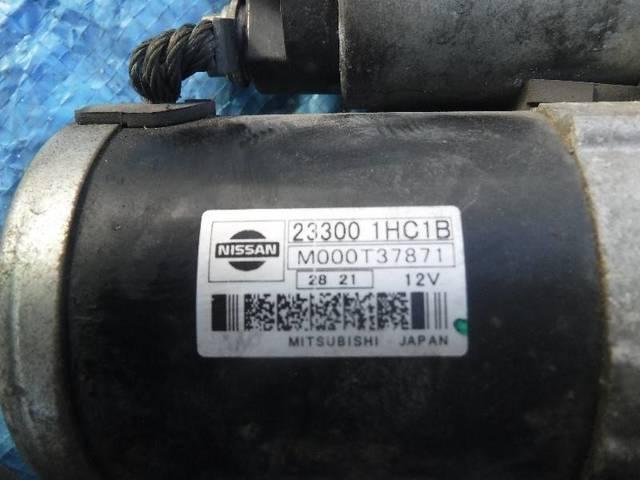 NISSAN
23300 1HC1B
M000T37871
28 21 12V
MITSUBISHI JAPAN